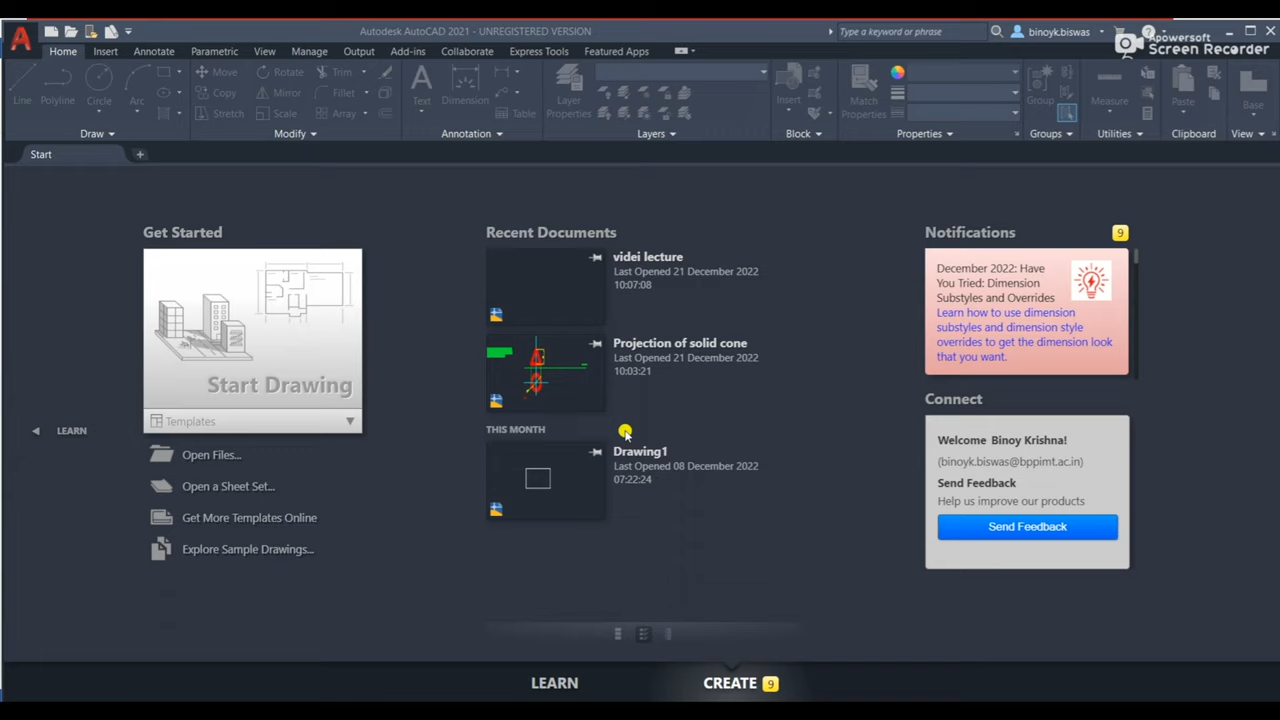 Autodesk AutoCAD 2021 - UNREGISTERED VERSION
Type a keyword or phrase
binoyk.biswas
Apowersoft
Screen Recorder
Home Insert Annotate Parametric View Manage Output Add-ins Collaborate Express Tools Featured Apps
Line Polyline Circle Arc
Move Rotate Trim
Copy Mirror Fillet
Stretch Scale Array
Text Dimension
Table
Layer
Properties
Insert
Match
Properties
Group
Measure
Paste
Base
Draw Modify Annotation Layers Block Properties Groups Utilities Clipboard View
Start
Get Started
Start Drawing
Templates
Open Files...
Open a Sheet Set...
Get More Templates Online
Explore Sample Drawings...
LEARN
Recent Documents
videi lecture
Last Opened 21 December 2022
10:07:08
Projection of solid cone
Last Opened 21 December 2022
10:03:21
THIS MONTH
Drawing1
Last Opened 08 December 2022
07:22:24
Notifications 9
December 2022: Have
You Tried: Dimension
Substyles and Overrides
Learn how to use dimension
substyles and dimension style
overrides to get the dimension look
that you want.
Connect
Welcome Binoy Krishna!
(binoyk.biswas@bppimt.ac.in)
Send Feedback
Help us improve our products
Send Feedback
LEARN CREATE 9